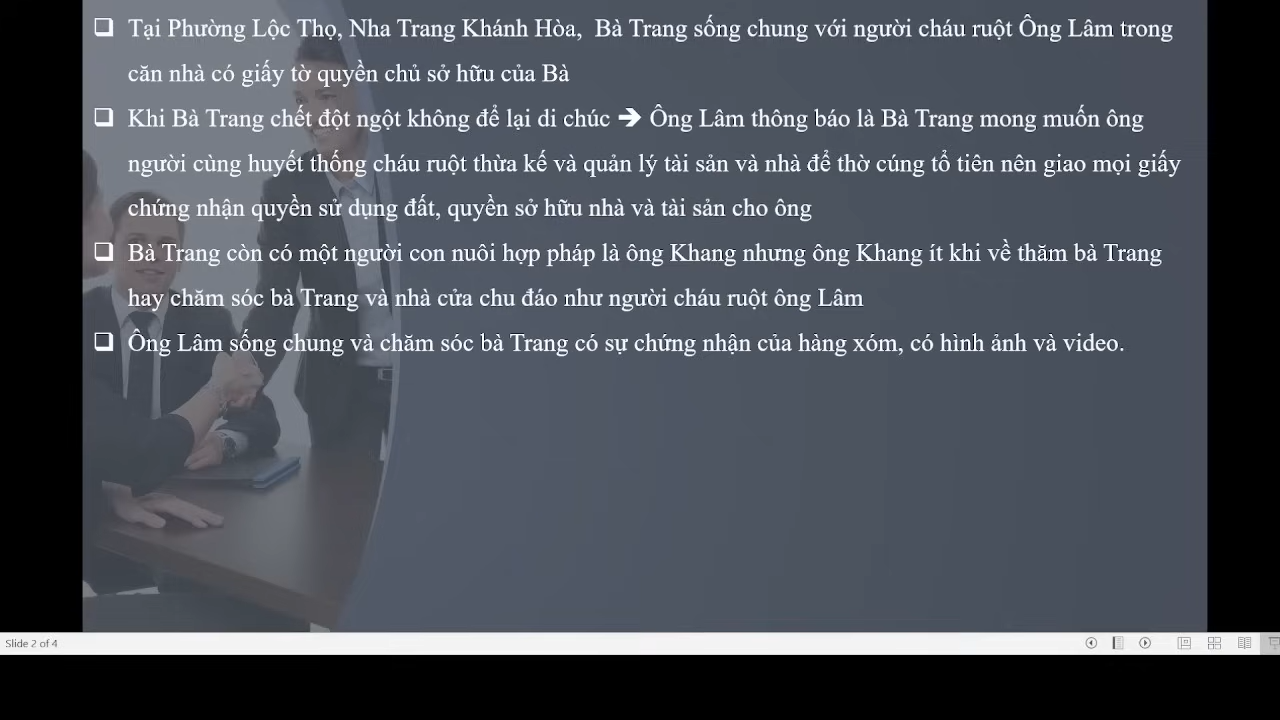 ❑ Tại Phường Lộc Thọ, Nha Trang Khánh Hòa, Bà Trang sống chung với người cháu ruột Ông Lâm trong
căn nhà có giấy tờ quyền chủ sở hữu của Bà
❑ Khi Bà Trang chết đột ngột không để lại di chúc ➔ Ông Lâm thông báo là Bà Trang mong muốn ông
người cùng huyết thống cháu ruột thừa kế và quản lý tài sản và nhà để thờ cúng tổ tiên nên giao mọi giấy
chứng nhận quyền sử dụng đất, quyền sở hữu nhà và tài sản cho ông
❑ Bà Trang còn có một người con nuôi hợp pháp là ông Khang nhưng ông Khang ít khi về thăm bà Trang
hay chăm sóc bà Trang và nhà cửa chu đáo như người cháu ruột ông Lâm
❑ Ông Lâm sống chung và chăm sóc bà Trang có sự chứng nhận của hàng xóm, có hình ảnh và video.
Slide 2 of 4